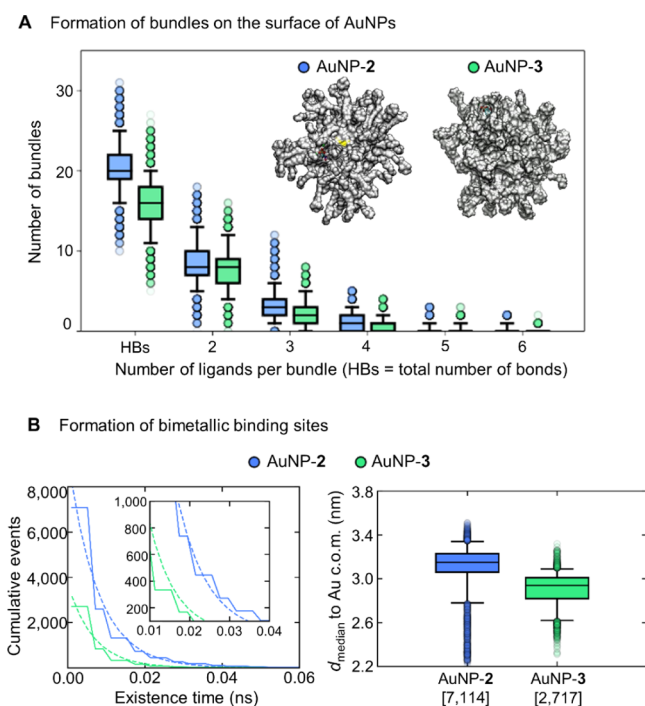 A Formation of bundles on the surface of AuNPs
AuNP-2 AuNP-3
Number of bundles
30
20
10
0
HBs 2 3 4 5 6
Number of ligands per bundle (HBs = total number of bonds)
B Formation of bimetallic binding sites
AuNP-2 AuNP-3
Cumulative events
8,000
6,000
4,000
2,000
0.00 0.02 0.04 0.06
Existence time (ns)
1,000
800
600
400
200
0.01 0.02 0.03 0.04
dmedian to Au c.o.m. (nm)
3.8
3.4
3.0
2.6
2.2
AuNP-2 AuNP-3
[7,114] [2,717]